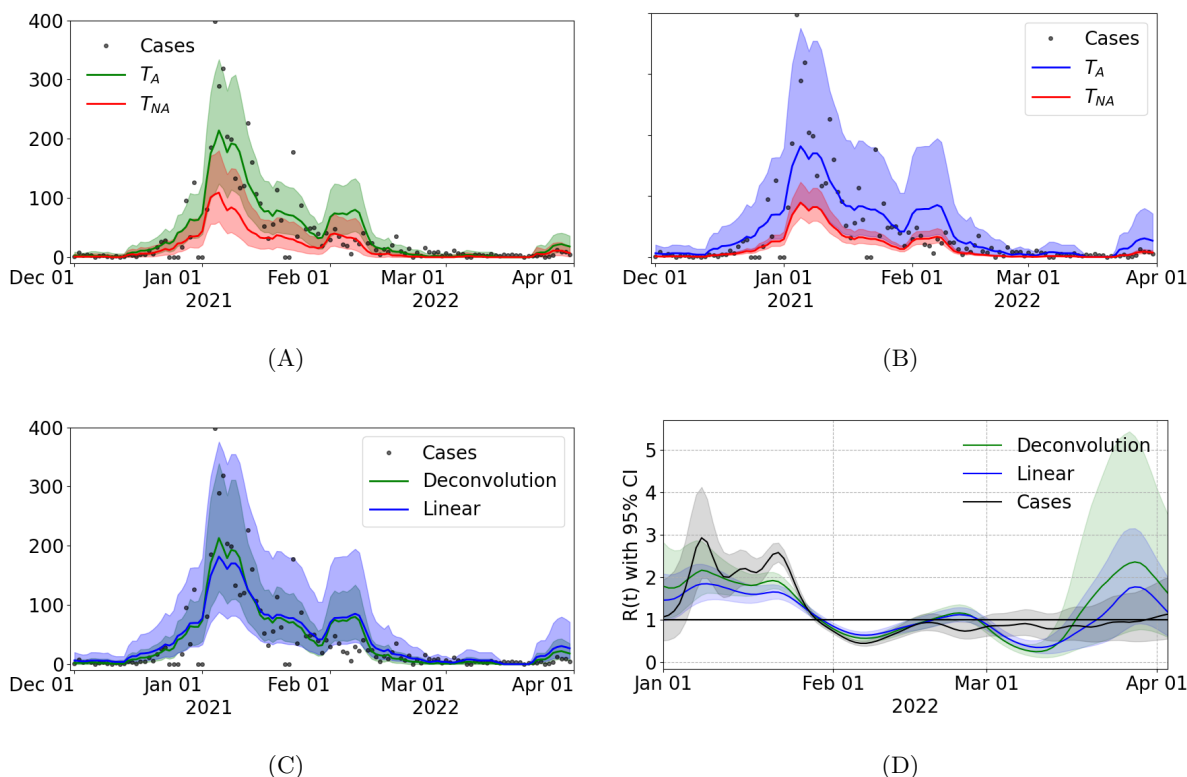 400
300
200
100
0
Cases
T_A
T_NA
Dec 01
Jan 01
Feb 01
Mar 01
Apr 01
2021
2022
(A)
Cases
T_A
T_NA
Dec 01
Jan 01
Feb 01
Mar 01
Apr 01
2021
2022
(B)
400
300
200
100
0
Cases
Deconvolution
Linear
Dec 01
Jan 01
Feb 01
Mar 01
Apr 01
2021
2022
(C)
R(t) with 95% CI
5
4
3
2
1
0
Deconvolution
Linear
Cases
Jan 01
Feb 01
Mar 01
Apr 01
2022
(D)